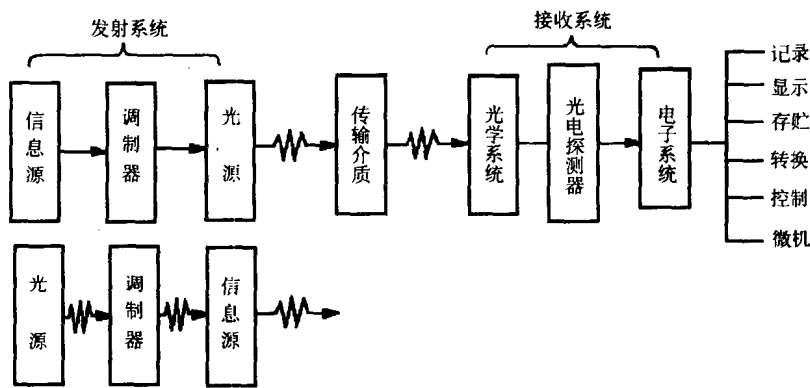 发射系统
接收系统
信息源
调制器
光源
传输介质
光学系统
光电探测器
电子系统
记录
显示
存贮
转换
控制
微机
光源
调制器
信息源